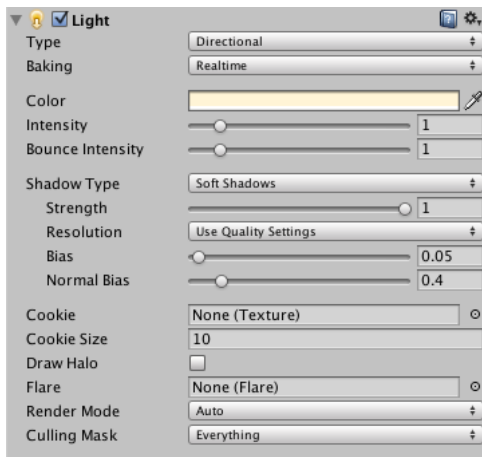 Light
Type Directional
Baking Realtime
Color
Intensity 1
Bounce Intensity 1
Shadow Type Soft Shadows
Strength 1
Resolution Use Quality Settings
Bias 0.05
Normal Bias 0.4
Cookie None (Texture)
Cookie Size 10
Draw Halo
Flare None (Flare)
Render Mode Auto
Culling Mask Everything